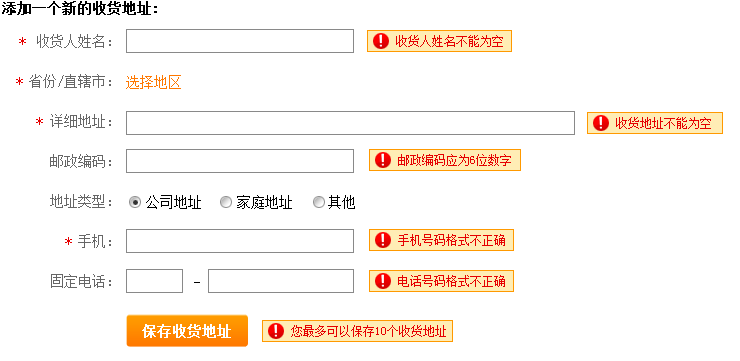 添加一个新的收货地址:
* 收货人姓名: 收货人姓名不能为空
* 省份/直辖市: 选择地区
* 详细地址: 收货地址不能为空
邮政编码: 邮政编码应为6位数字
地址类型: 公司地址 家庭地址 其他
* 手机: 手机号码格式不正确
固定电话: – 电话号码格式不正确
保存收货地址 您最多可以保存10个收货地址